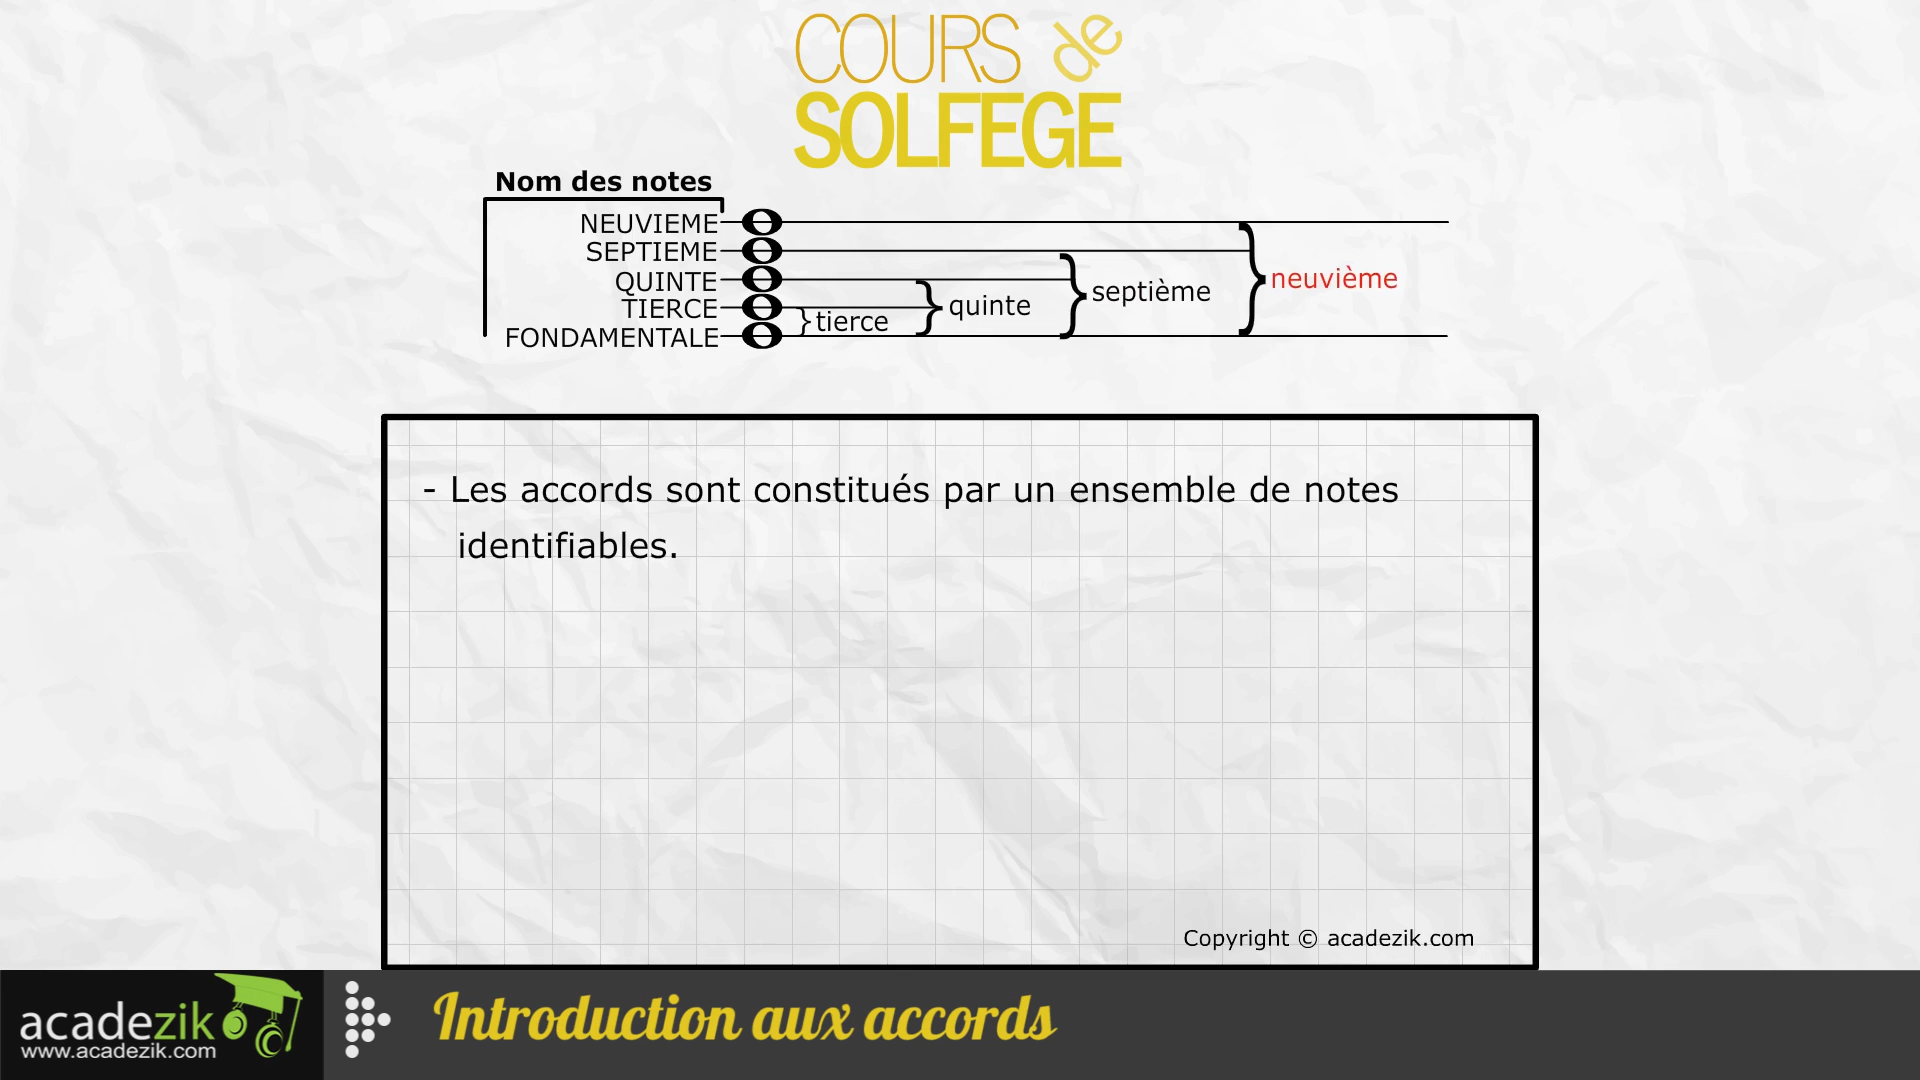 COURS de
SOLFEGE
Nom des notes
NEUVIEME
SEPTIEME
QUINTE
TIERCE
FONDAMENTALE
tierce
quinte
septième
neuvième
- Les accords sont constitués par un ensemble de notes
identifiables.
Copyright © acadezik.com
acadezik
www.acadezik.com
Introduction aux accords